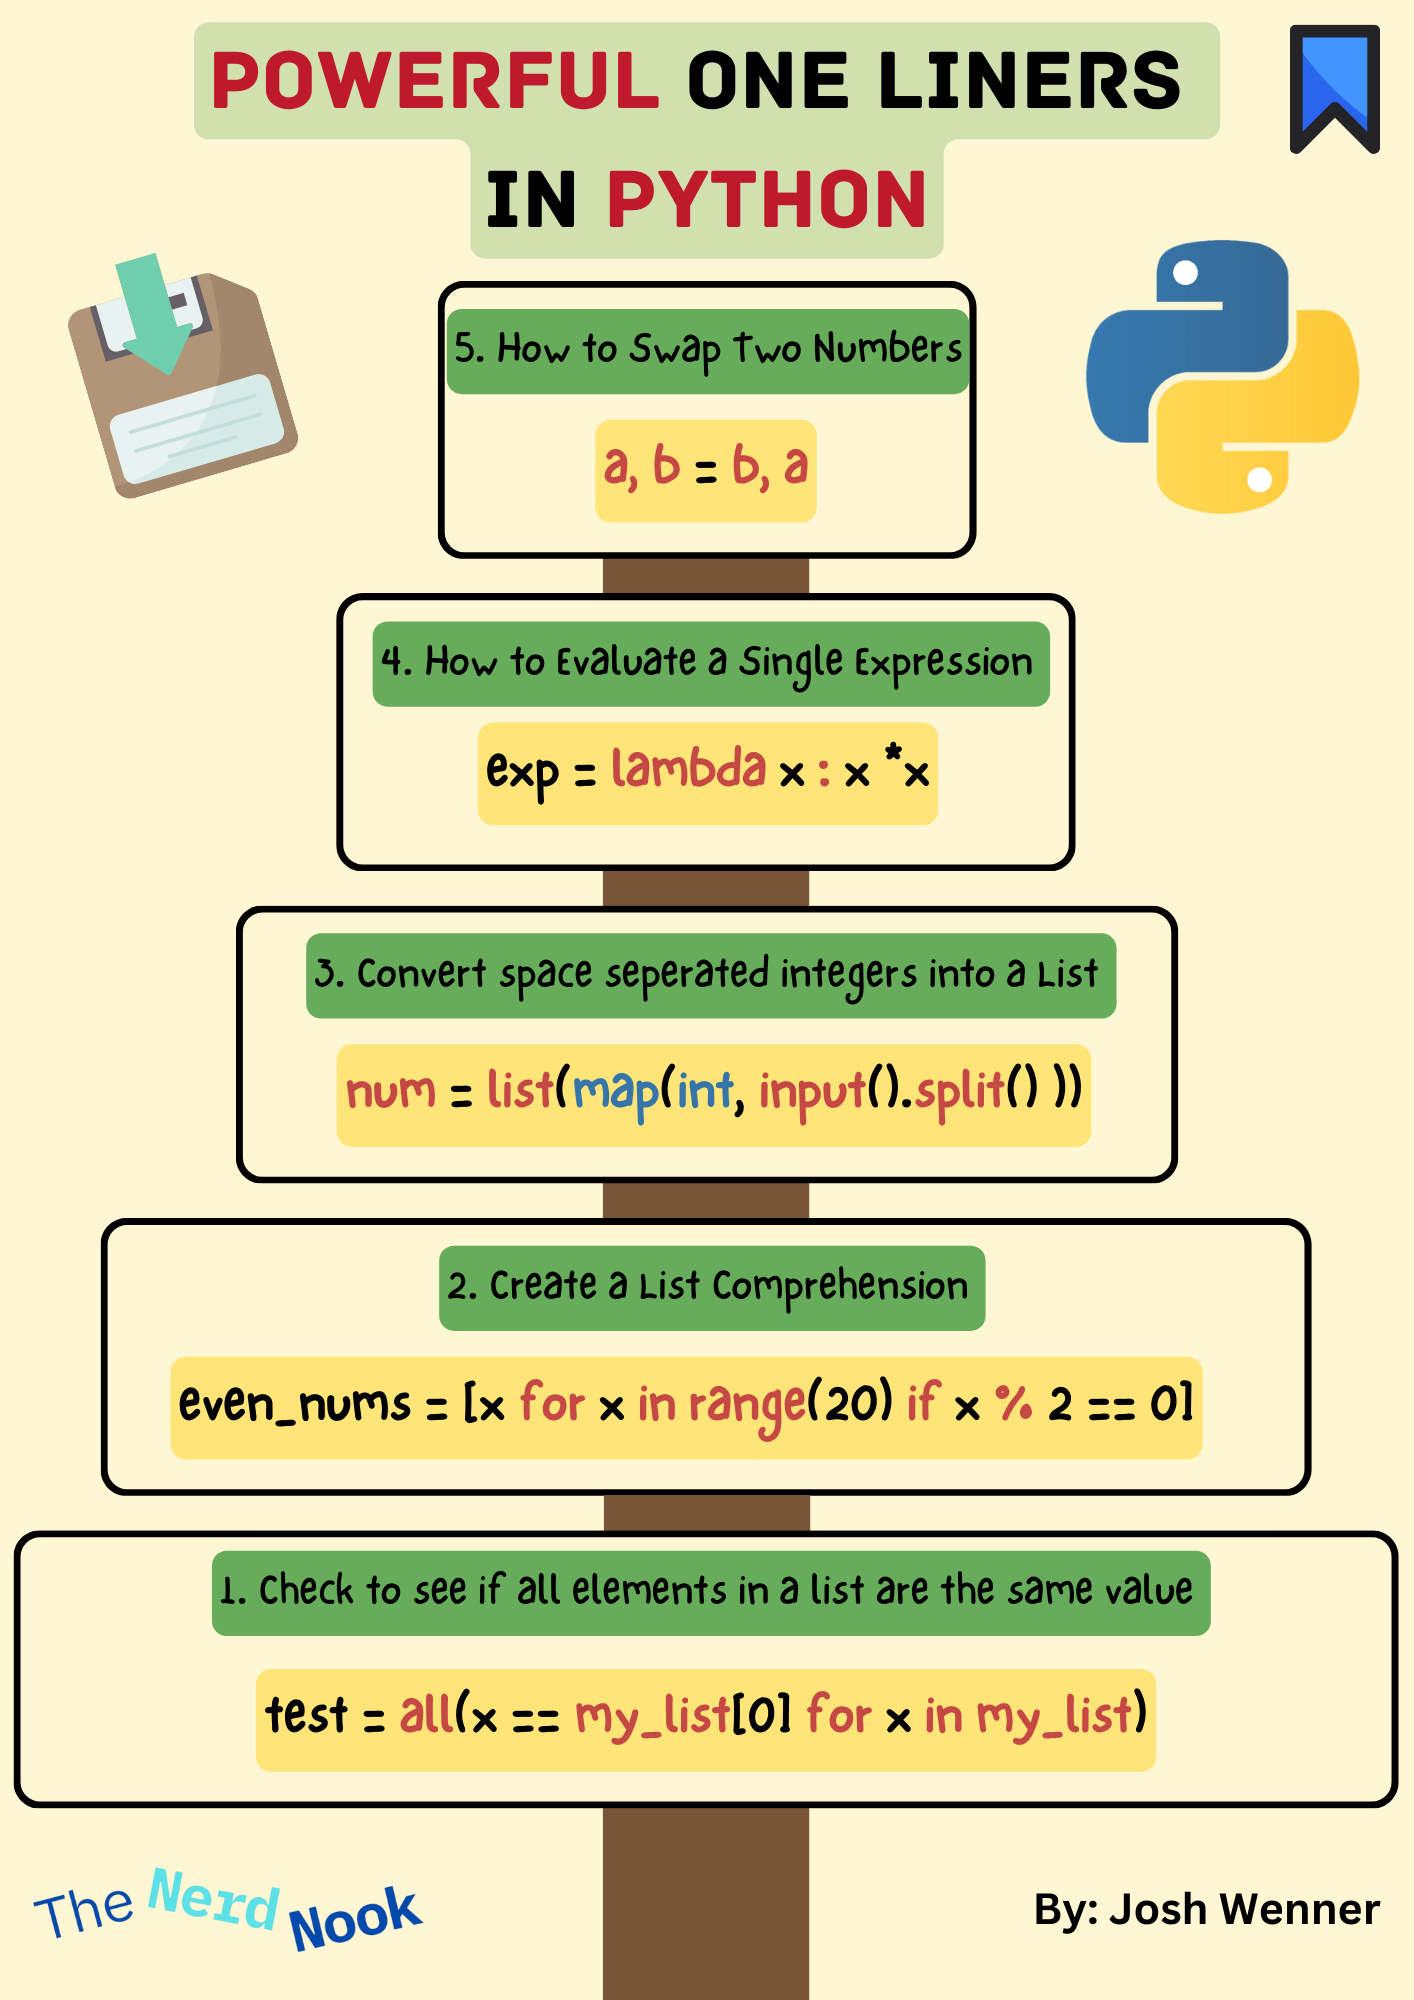 POWERFUL ONE LINERS
IN PYTHON
5. How to Swap Two Numbers
a, b = b, a
4. How to Evaluate a Single Expression
exp = lambda x : x *x
3. Convert space seperated integers into a List
num = list(map(int, input().split() ))
2. Create a List Comprehension
even_nums = [x for x in range(20) if x % 2 == 0]
1. Check to see if all elements in a list are the same value
test = all(x == my_list[0] for x in my_list)
The Nerd Nook
By: Josh Wenner